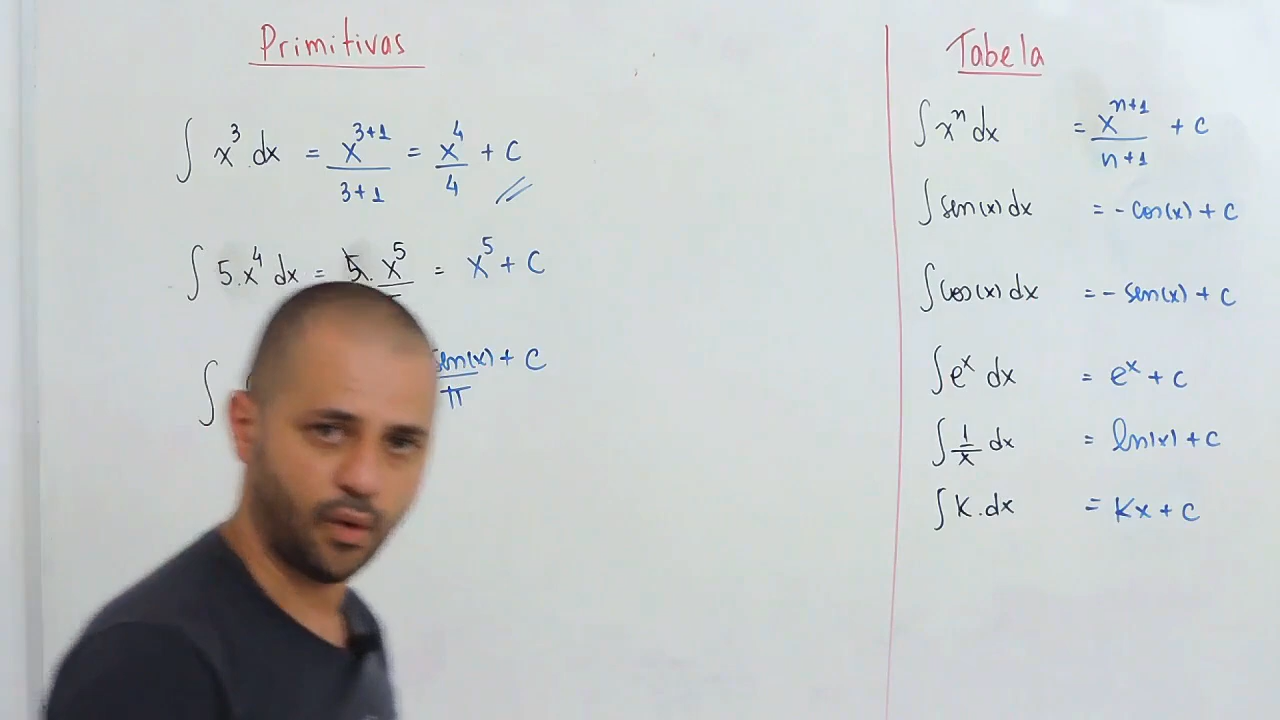 Primitivas
∫ x³ dx = x³⁺¹/3+1 = x⁴/4 + C
∫ 5.x⁴ dx = 5.x⁵ = x⁵ + C
∫ sen(x) + C
π
Tabela
∫ xⁿ dx = xⁿ⁺¹/n+1 + C
∫ sen(x) dx = - cos(x) + C
∫ cos(x) dx = - sen(x) + C
∫ eˣ dx = eˣ + C
∫ 1/x dx = ln|x| + C
∫ K.dx = Kx + C